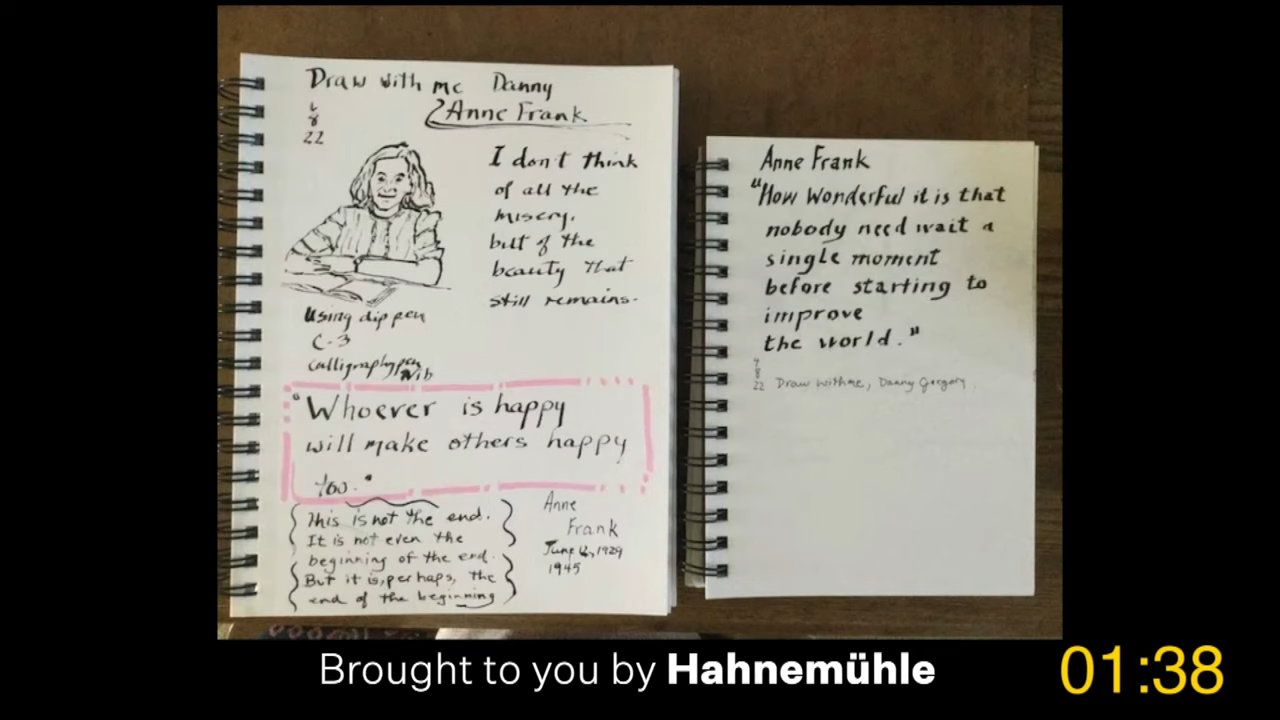 Draw with me Danny
Anne Frank
6
8
22
I don't think
of all the
misery,
but of the
beauty that
still remains.
Using dip pen
C-3
Calligraphy pen
Nib
"Whoever is happy
will make others happy
too."
This is not the end.
It is not even the
beginning of the end.
But it is, perhaps, the
end of the beginning
Anne
Frank
June 12, 1929
1945
Anne Frank
"How wonderful it is that
nobody need wait a
single moment
before starting to
improve
the world."
8
22 Draw with me, Danny Gregory.
Brought to you by Hahnemühle
01:38